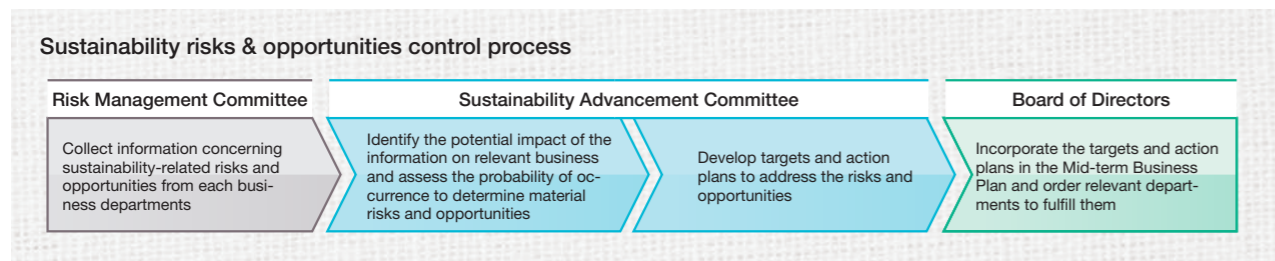 Sustainability risks & opportunities control process
Risk Management Committee
Collect information concerning
sustainability-related risks and
opportunities from each busi-
ness departments
Sustainability Advancement Committee
Identify the potential impact of the
information on relevant business
and assess the probability of oc-
currence to determine material
risks and opportunities
Develop targets and action
plans to address the risks and
opportunities
Board of Directors
Incorporate the targets and action
plans in the Mid-term Business
Plan and order relevant depart-
ments to fulfill them